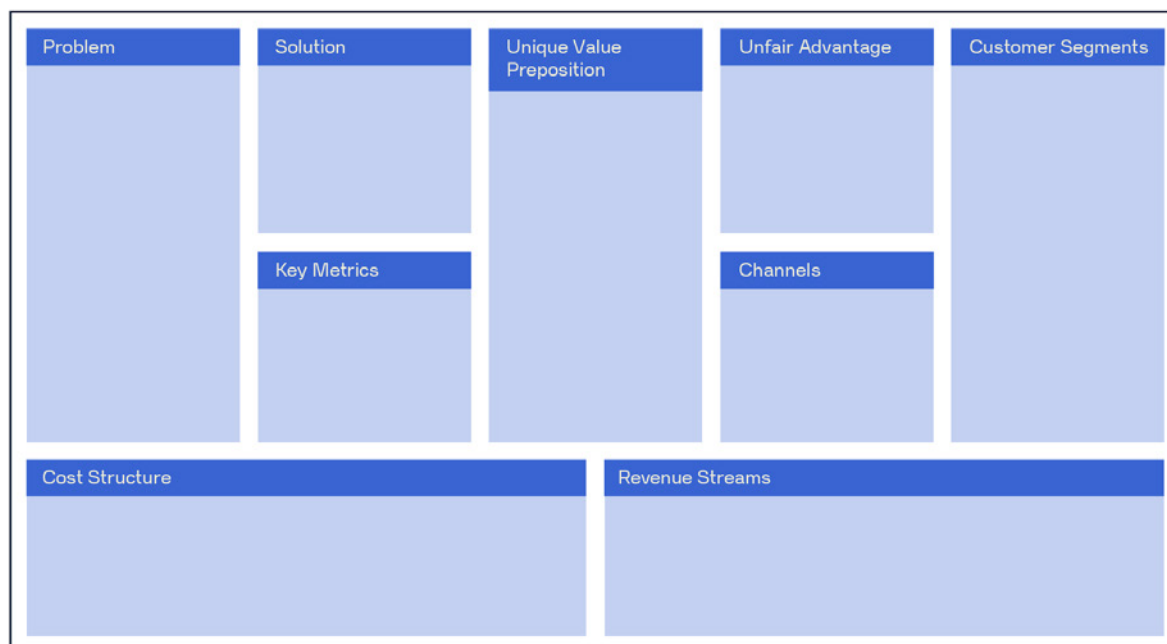 Problem
Solution
Unique Value
Preposition
Unfair Advantage
Customer Segments
Key Metrics
Channels
Cost Structure
Revenue Streams